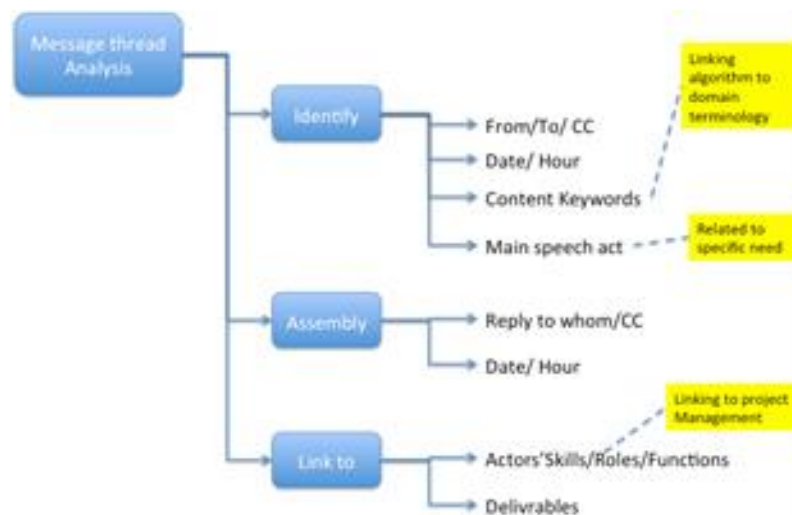 Message thread
Analysis
Identify
From/To/ CC
Date/ Hour
Content Keywords
Main speech act
Linking
algorithm to
domain
terminology
Related to
specific need
Assembly
Reply to whom/CC
Date/ Hour
Link to
Actors'Skills/Roles/Functions
Delivrables
Linking to project
Management